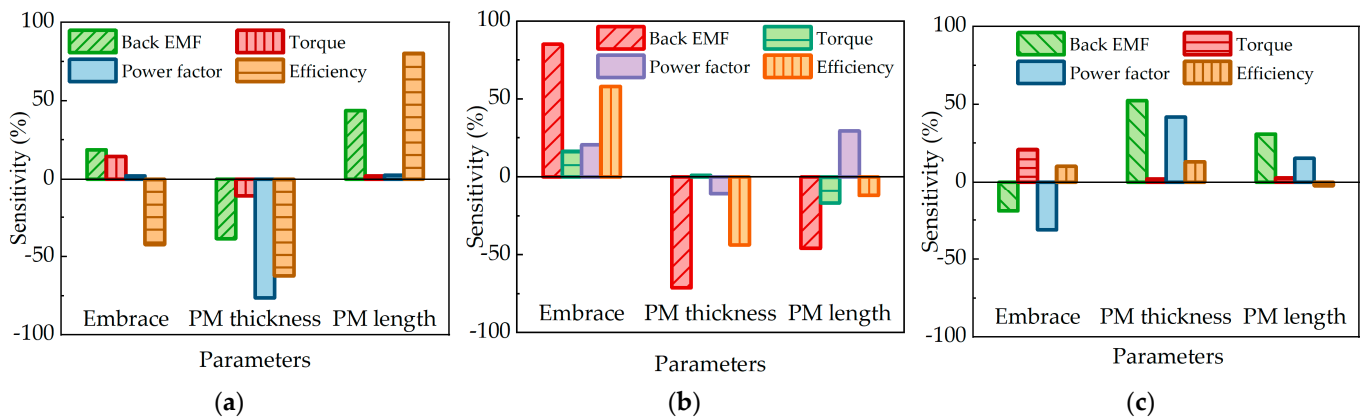 100
50
0
-50
-100
Sensitivity (%)
Back EMF
Torque
Power factor
Efficiency
Embrace
PM thickness
PM length
Parameters
(a)
100
50
0
-50
-100
Sensitivity (%)
Back EMF
Torque
Power factor
Efficiency
Embrace
PM thickness
PM length
Parameters
(b)
100
50
0
-50
-100
Sensitivity (%)
Back EMF
Torque
Power factor
Efficiency
Embrace
PM thickness
PM length
Parameters
(c)